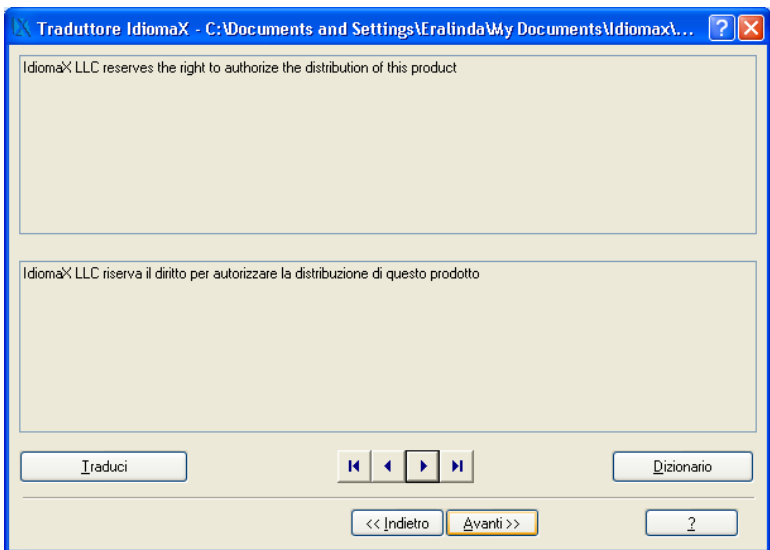 Traduttore IdiomaX - C:\Documents and Settings\Eralinda\My Documents\Idiomax\...
IdiomaX LLC reserves the right to authorize the distribution of this product
IdiomaX LLC riserva il diritto per autorizzare la distribuzione di questo prodotto
Traduci
Dizionario
<< Indietro
Avanti >>
?